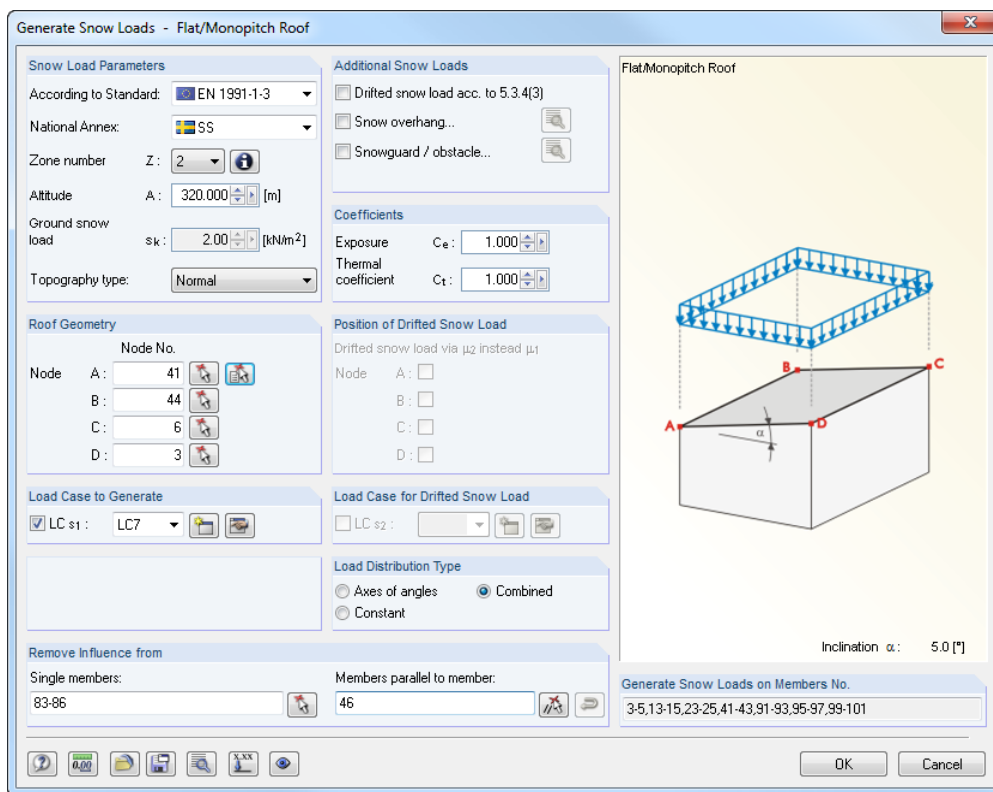 Generate Snow Loads - Flat/Monopitch Roof
Snow Load Parameters
According to Standard: EN 1991-1-3
National Annex: SS
Zone number Z : 2
Altitude A : 320.000 [m]
Ground snow
load sk : 2.00 [kN/m²]
Topography type: Normal
Roof Geometry
Node No.
Node A : 41
B : 44
C : 6
D : 3
Load Case to Generate
LC s1 : LC7
Additional Snow Loads
Drifted snow load acc. to 5.3.4(3)
Snow overhang...
Snowguard / obstacle...
Coefficients
Exposure Ce : 1.000
Thermal
coefficient Ct : 1.000
Position of Drifted Snow Load
Drifted snow load via µ2 instead µ1
Node A :
B :
C :
D :
Load Case for Drifted Snow Load
LC s2 :
Load Distribution Type
Axes of angles Combined
Constant
Remove Influence from
Single members:
83-86
Members parallel to member:
46
Flat/Monopitch Roof
B
C
A
α
D
Inclination α : 5.0 [°]
Generate Snow Loads on Members No.
3-5,13-15,23-25,41-43,91-93,95-97,99-101
0.00
x.xx
OK
Cancel